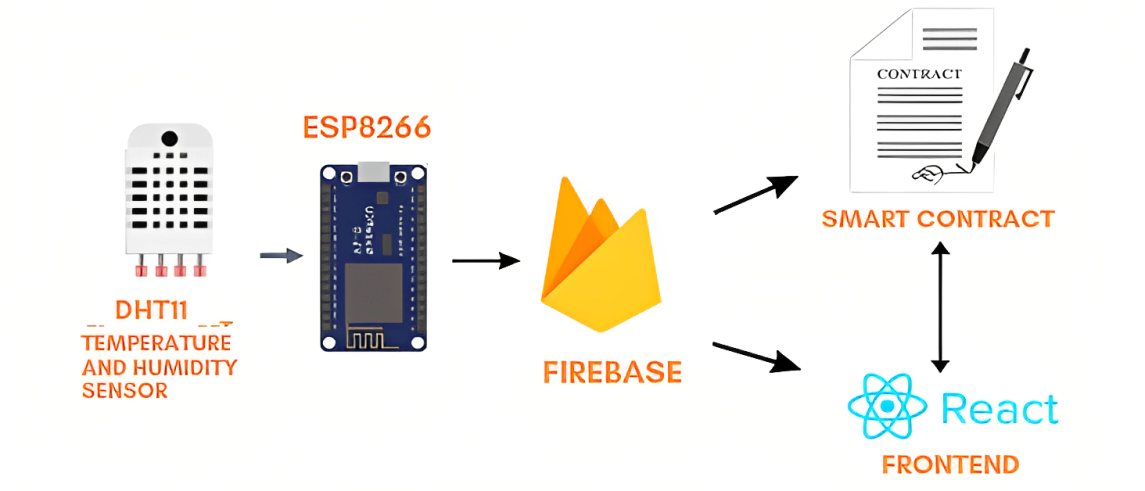 ESP8266
CONTRACT
SMART CONTRACT
DHT11
TEMPERATURE
AND HUMIDITY
SENSOR
FIREBASE
React
FRONTEND